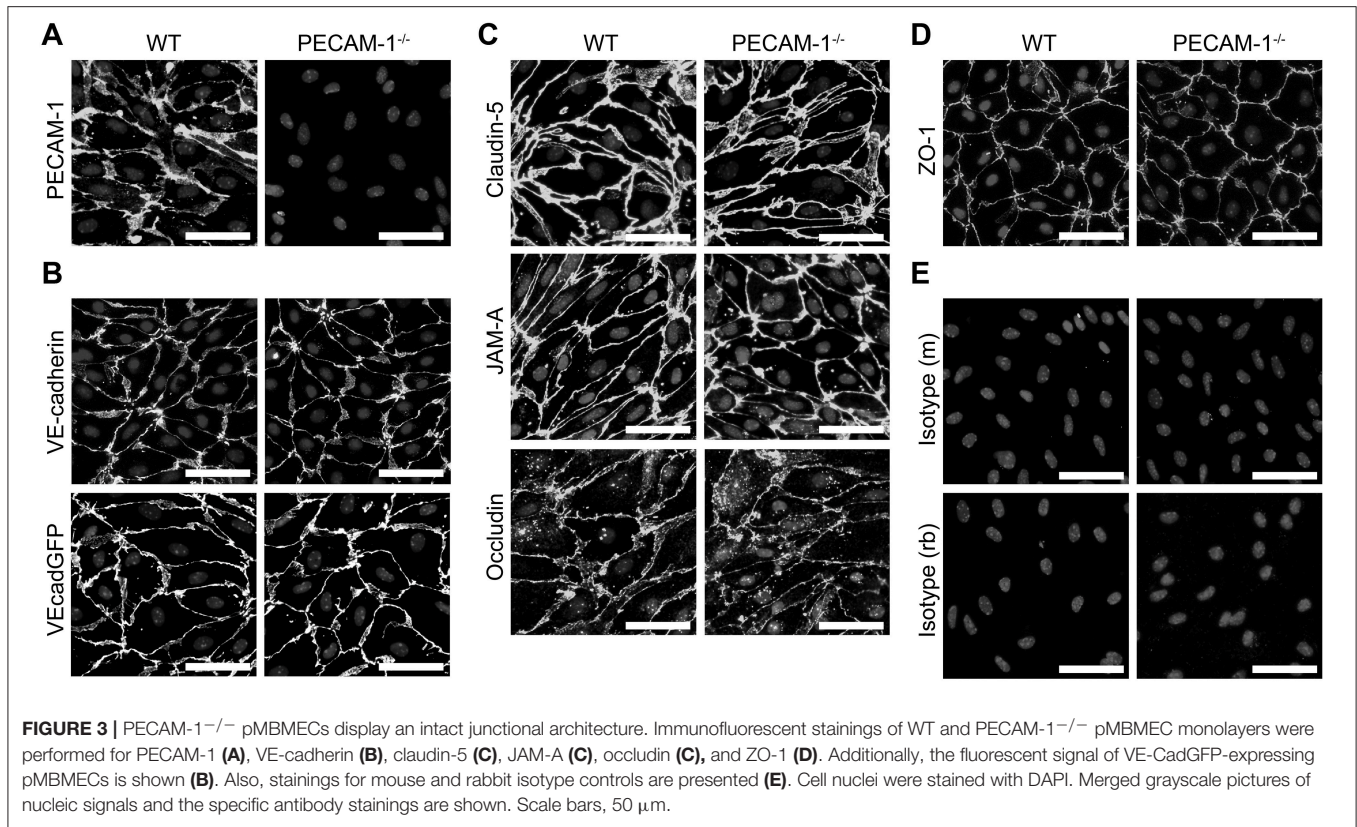 A
WT PECAM-1-/-
PECAM-1
B
VE-cadherin
VEcadGFP
C
WT PECAM-1-/-
Claudin-5
JAM-A
Occludin
D
WT PECAM-1-/-
ZO-1
E
Isotype (m)
Isotype (rb)
FIGURE 3 | PECAM-1−/− pMBMECs display an intact junctional architecture. Immunofluorescent stainings of WT and PECAM-1−/− pMBMEC monolayers were
performed for PECAM-1 (A), VE-cadherin (B), claudin-5 (C), JAM-A (C), occludin (C), and ZO-1 (D). Additionally, the fluorescent signal of VE-CadGFP-expressing
pMBMECs is shown (B). Also, stainings for mouse and rabbit isotype controls are presented (E). Cell nuclei were stained with DAPI. Merged grayscale pictures of
nucleic signals and the specific antibody stainings are shown. Scale bars, 50 μm.